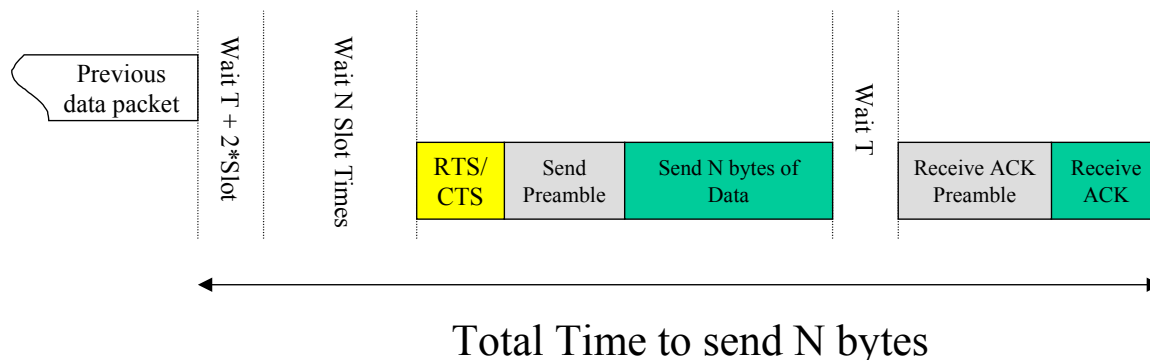 Previous
data packet
Wait T + 2*Slot
Wait N Slot Times
RTS/
CTS
Send
Preamble
Send N bytes of
Data
Wait T
Receive ACK
Preamble
Receive
ACK
Total Time to send N bytes